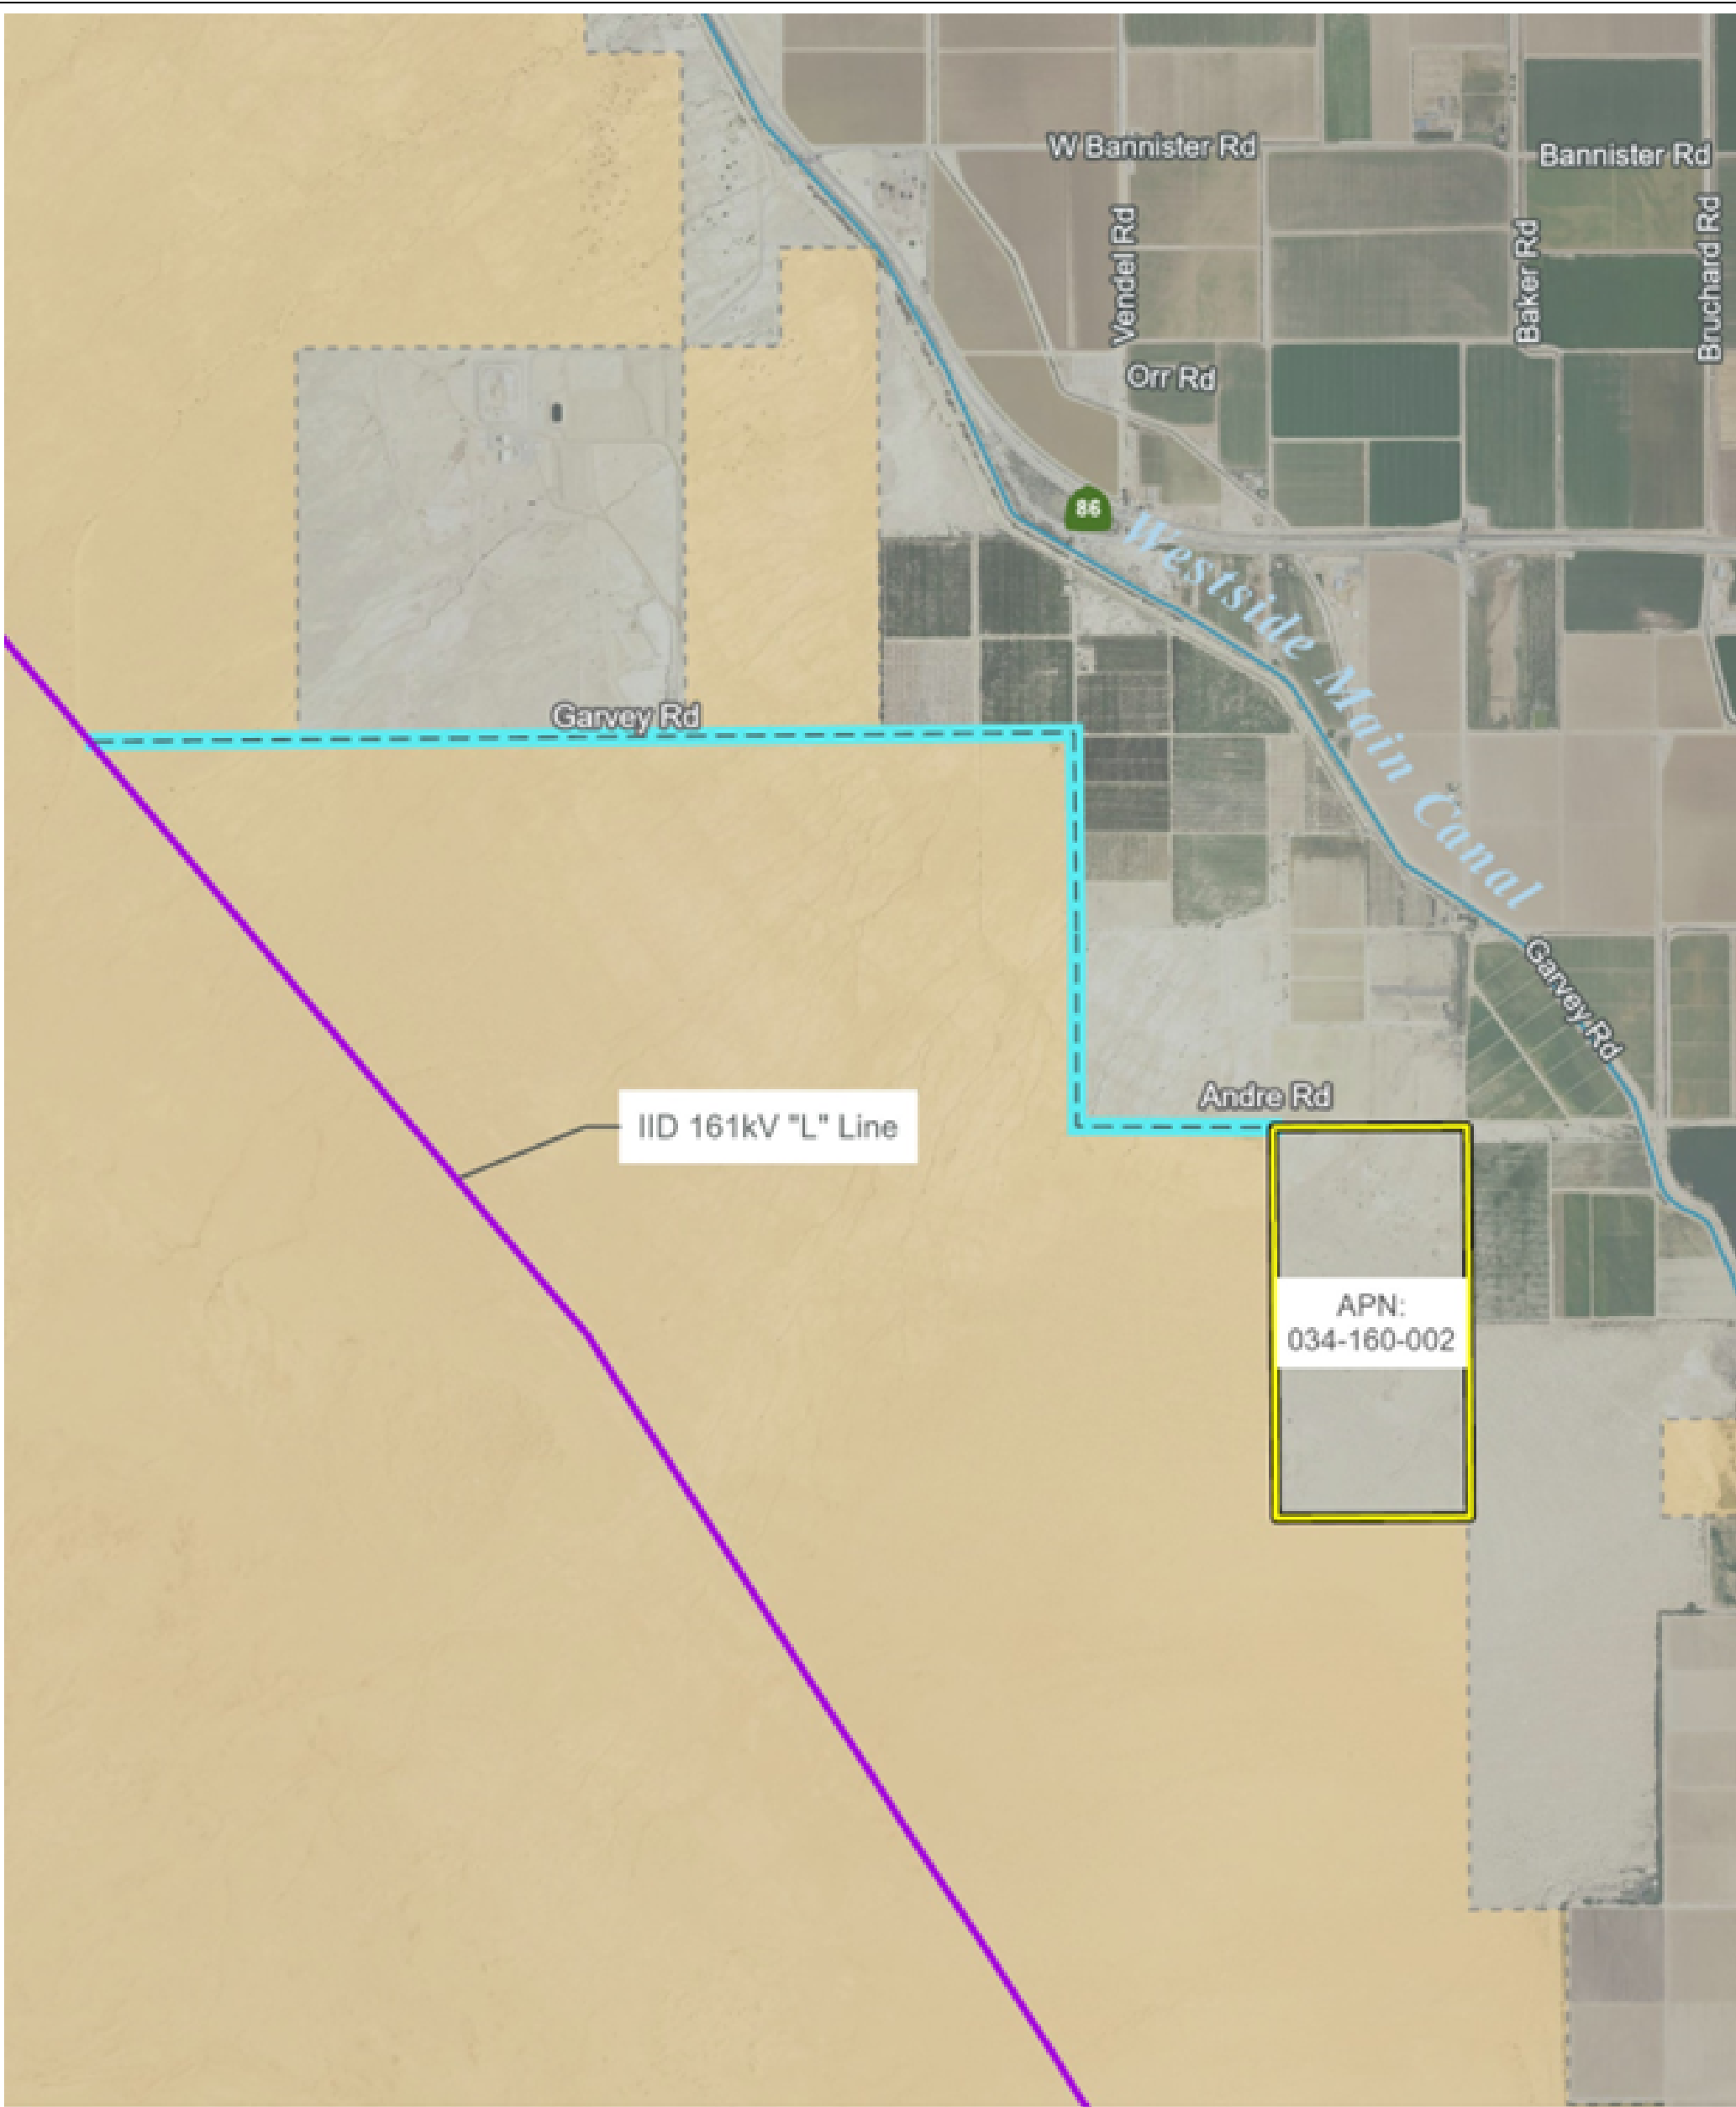 W Bannister Rd
Bannister Rd
Vendel Rd
Baker Rd
Bruchard Rd
Orr Rd
86
Westside Main Canal
Garvey Rd
Garvey Rd
Andre Rd
IID 161kV "L" Line
APN:
034-160-002